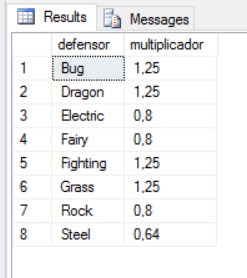 Results Messages
defensor multiplicador
1 Bug 1,25
2 Dragon 1,25
3 Electric 0,8
4 Fairy 0,8
5 Fighting 1,25
6 Grass 1,25
7 Rock 0,8
8 Steel 0,64